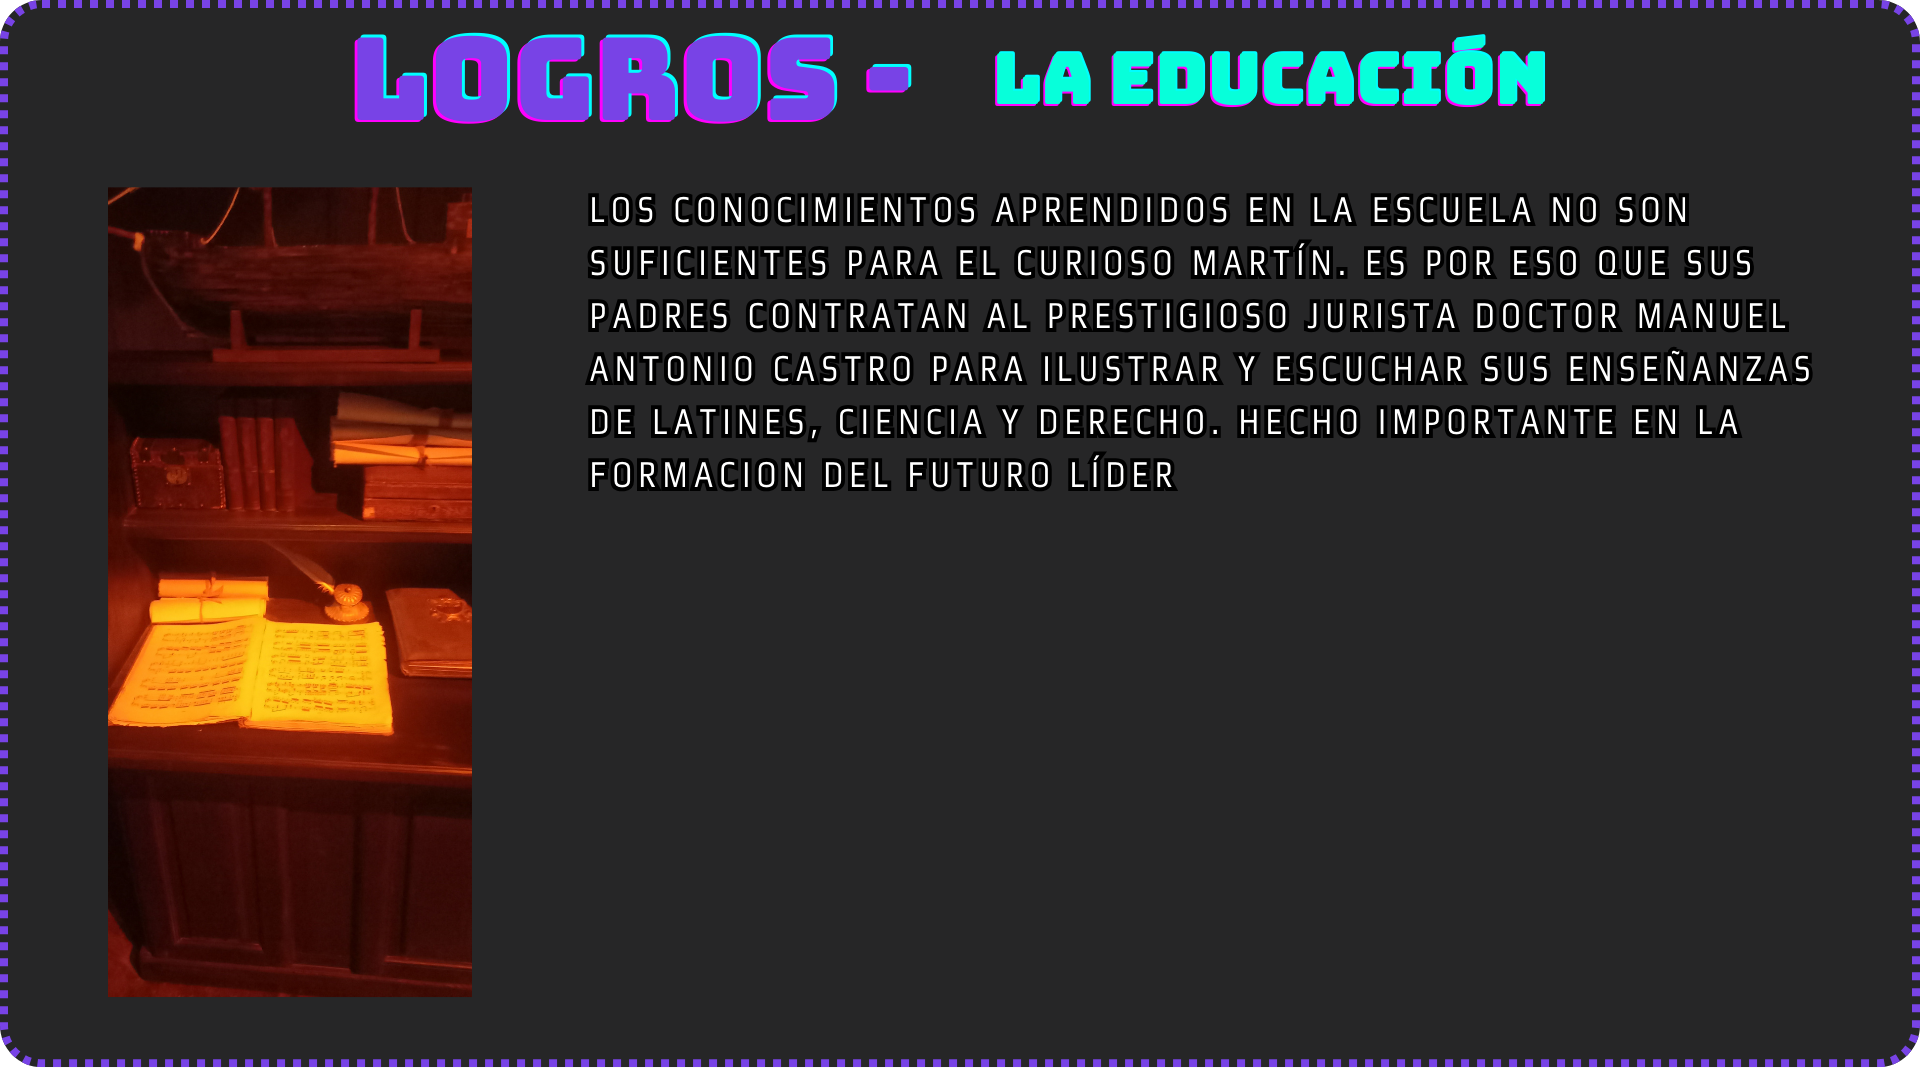 LOGROS - LA EDUCACIÓN
LOS CONOCIMIENTOS APRENDIDOS EN LA ESCUELA NO SON
SUFICIENTES PARA EL CURIOSO MARTÍN. ES POR ESO QUE SUS
PADRES CONTRATAN AL PRESTIGIOSO JURISTA DOCTOR MANUEL
ANTONIO CASTRO PARA ILUSTRAR Y ESCUCHAR SUS ENSEÑANZAS
DE LATINES, CIENCIA Y DERECHO. HECHO IMPORTANTE EN LA
FORMACION DEL FUTURO LÍDER